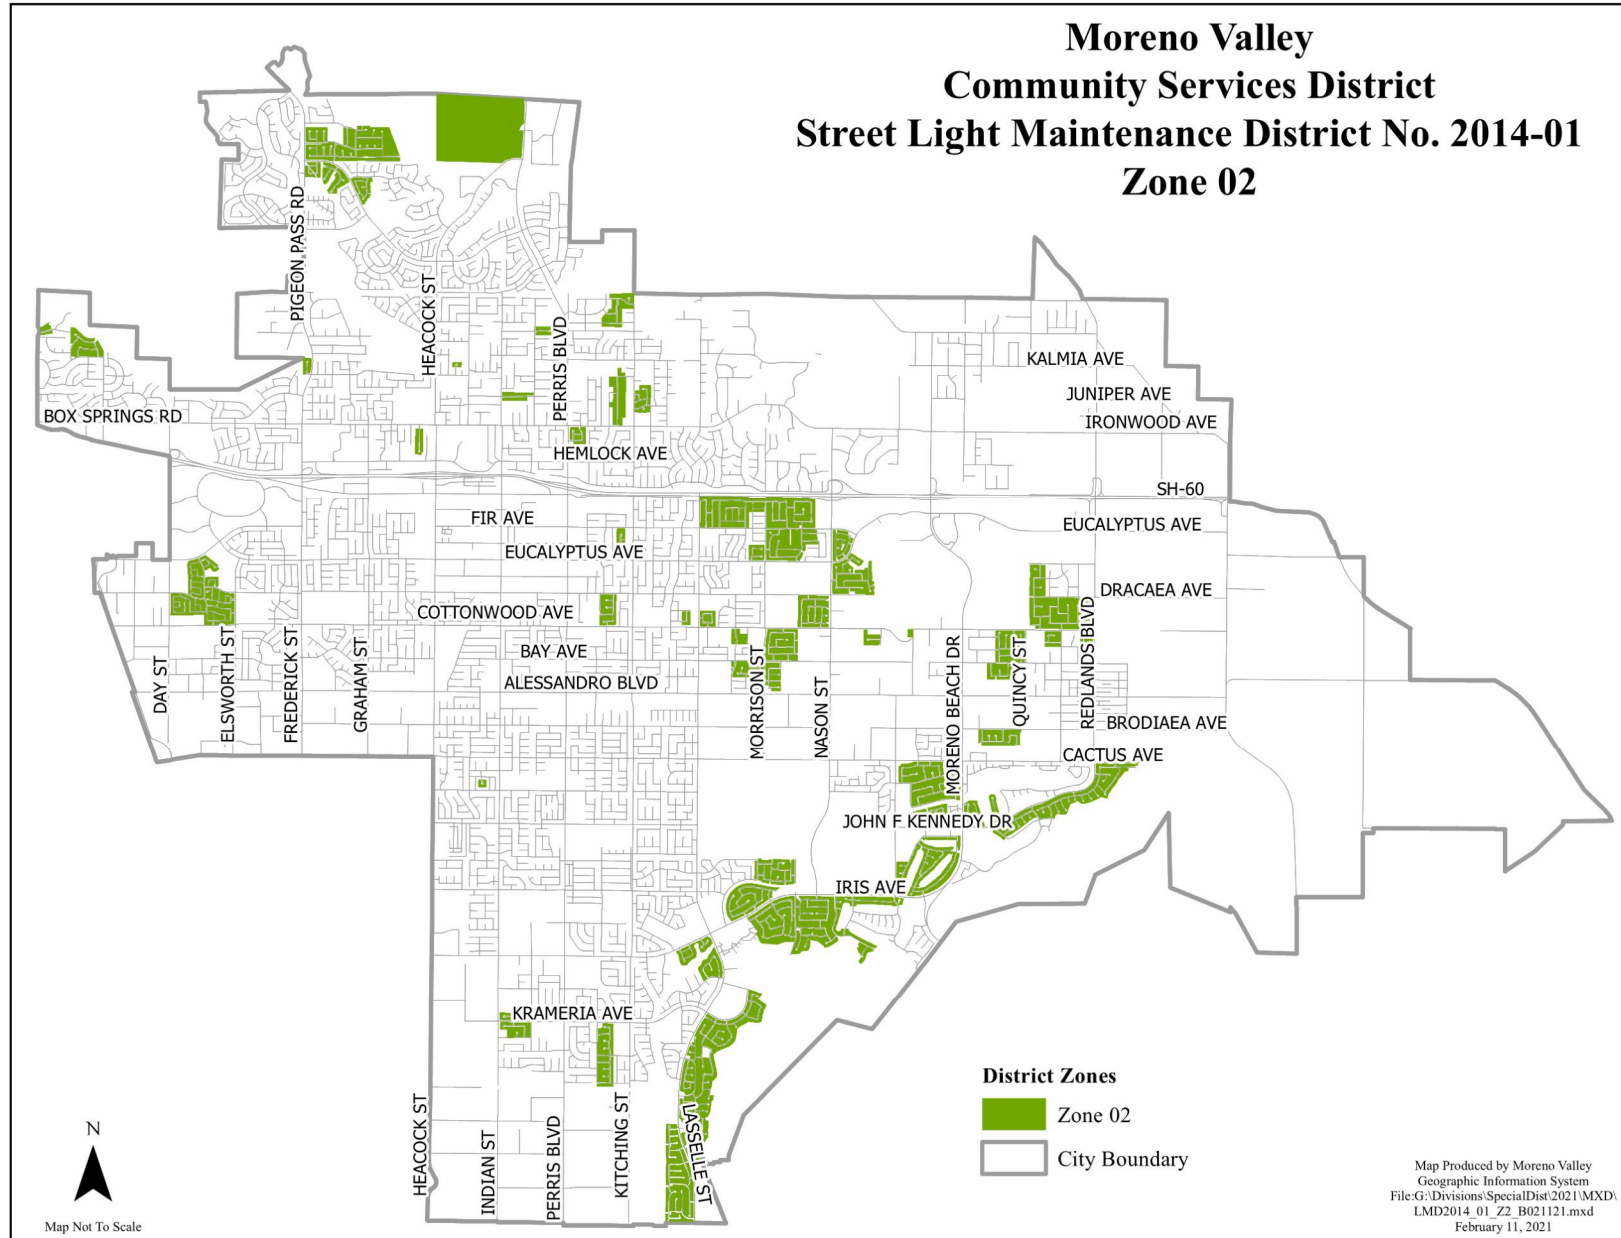 Moreno Valley
Community Services District
Street Light Maintenance District No. 2014-01
Zone 02
PIGEON PASS RD
HEACOCK ST
PERRIS BLVD
KALMIA AVE
JUNIPER AVE
IRONWOOD AVE
BOX SPRINGS RD
HEMLOCK AVE
SH-60
FIR AVE
EUCALYPTUS AVE
EUCALYPTUS AVE
DRACAEA AVE
COTTONWOOD AVE
BAY AVE
ALESSANDRO BLVD
DAY ST
ELSWORTH ST
FREDERICK ST
GRAHAM ST
MORRISON ST
NASON ST
MORENO BEACH DR
QUINCY ST
REDLANDS BLVD
BRODIAEA AVE
CACTUS AVE
JOHN F KENNEDY DR
IRIS AVE
KRAMERIA AVE
HEACOCK ST
INDIAN ST
PERRIS BLVD
KITCHING ST
LASSELLE ST
District Zones
Zone 02
City Boundary
N
Map Not To Scale
Map Produced by Moreno Valley
Geographic Information System
File:G:\Divisions\SpecialDist\2021\MXD\
LMD2014_01_Z2_B021121.mxd
February 11, 2021